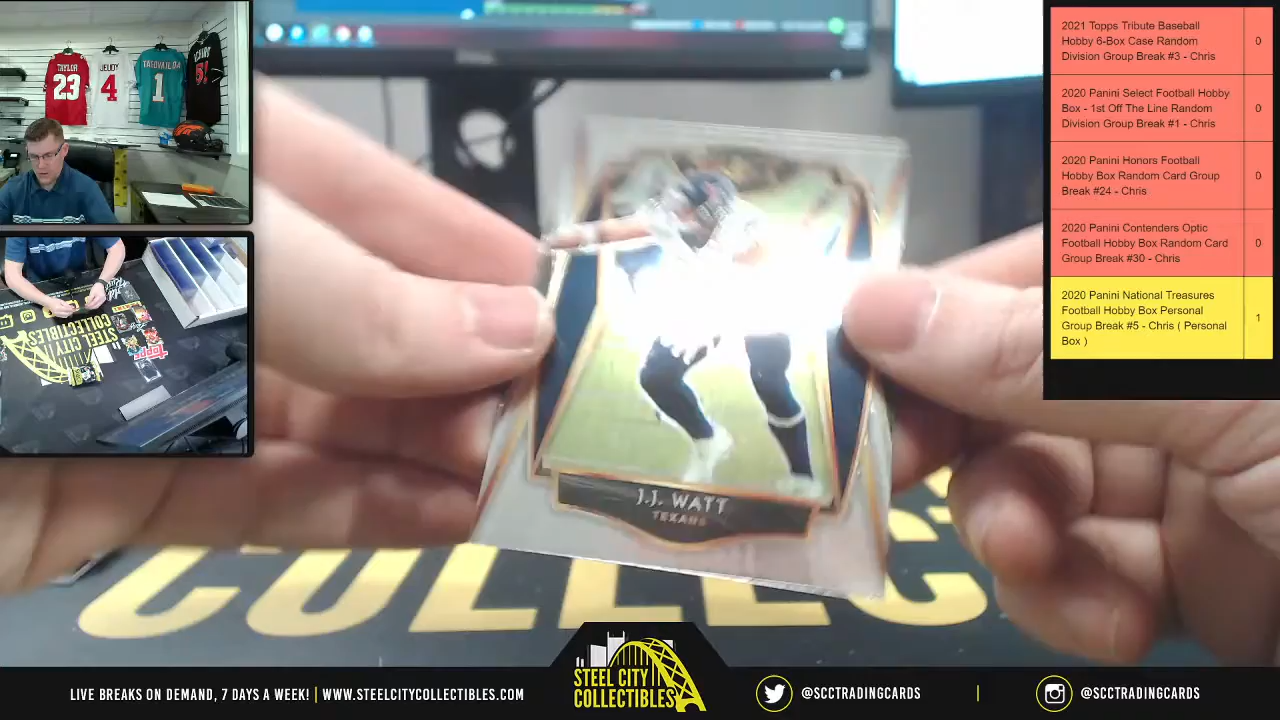 TAYLOR
23
JEUDY
4
TAGOVAILOA
1
51
STEEL CITY
COLLECTIBLES
topps
J.J. WATT
TEXANS
COLLECT
2021 Topps Tribute Baseball
Hobby 6-Box Case Random
Division Group Break #3 - Chris
0
2020 Panini Select Football Hobby
Box - 1st Off The Line Random
Division Group Break #1 - Chris
0
2020 Panini Honors Football
Hobby Box Random Card Group
Break #24 - Chris
0
2020 Panini Contenders Optic
Football Hobby Box Random Card
Group Break #30 - Chris
0
2020 Panini National Treasures
Football Hobby Box Personal
Group Break #5 - Chris ( Personal
Box )
1
LIVE BREAKS ON DEMAND, 7 DAYS A WEEK! | WWW.STEELCITYCOLLECTIBLES.COM
STEEL CITY
COLLECTIBLES
@SCCTRADINGCARDS
|
@SCCTRADINGCARDS